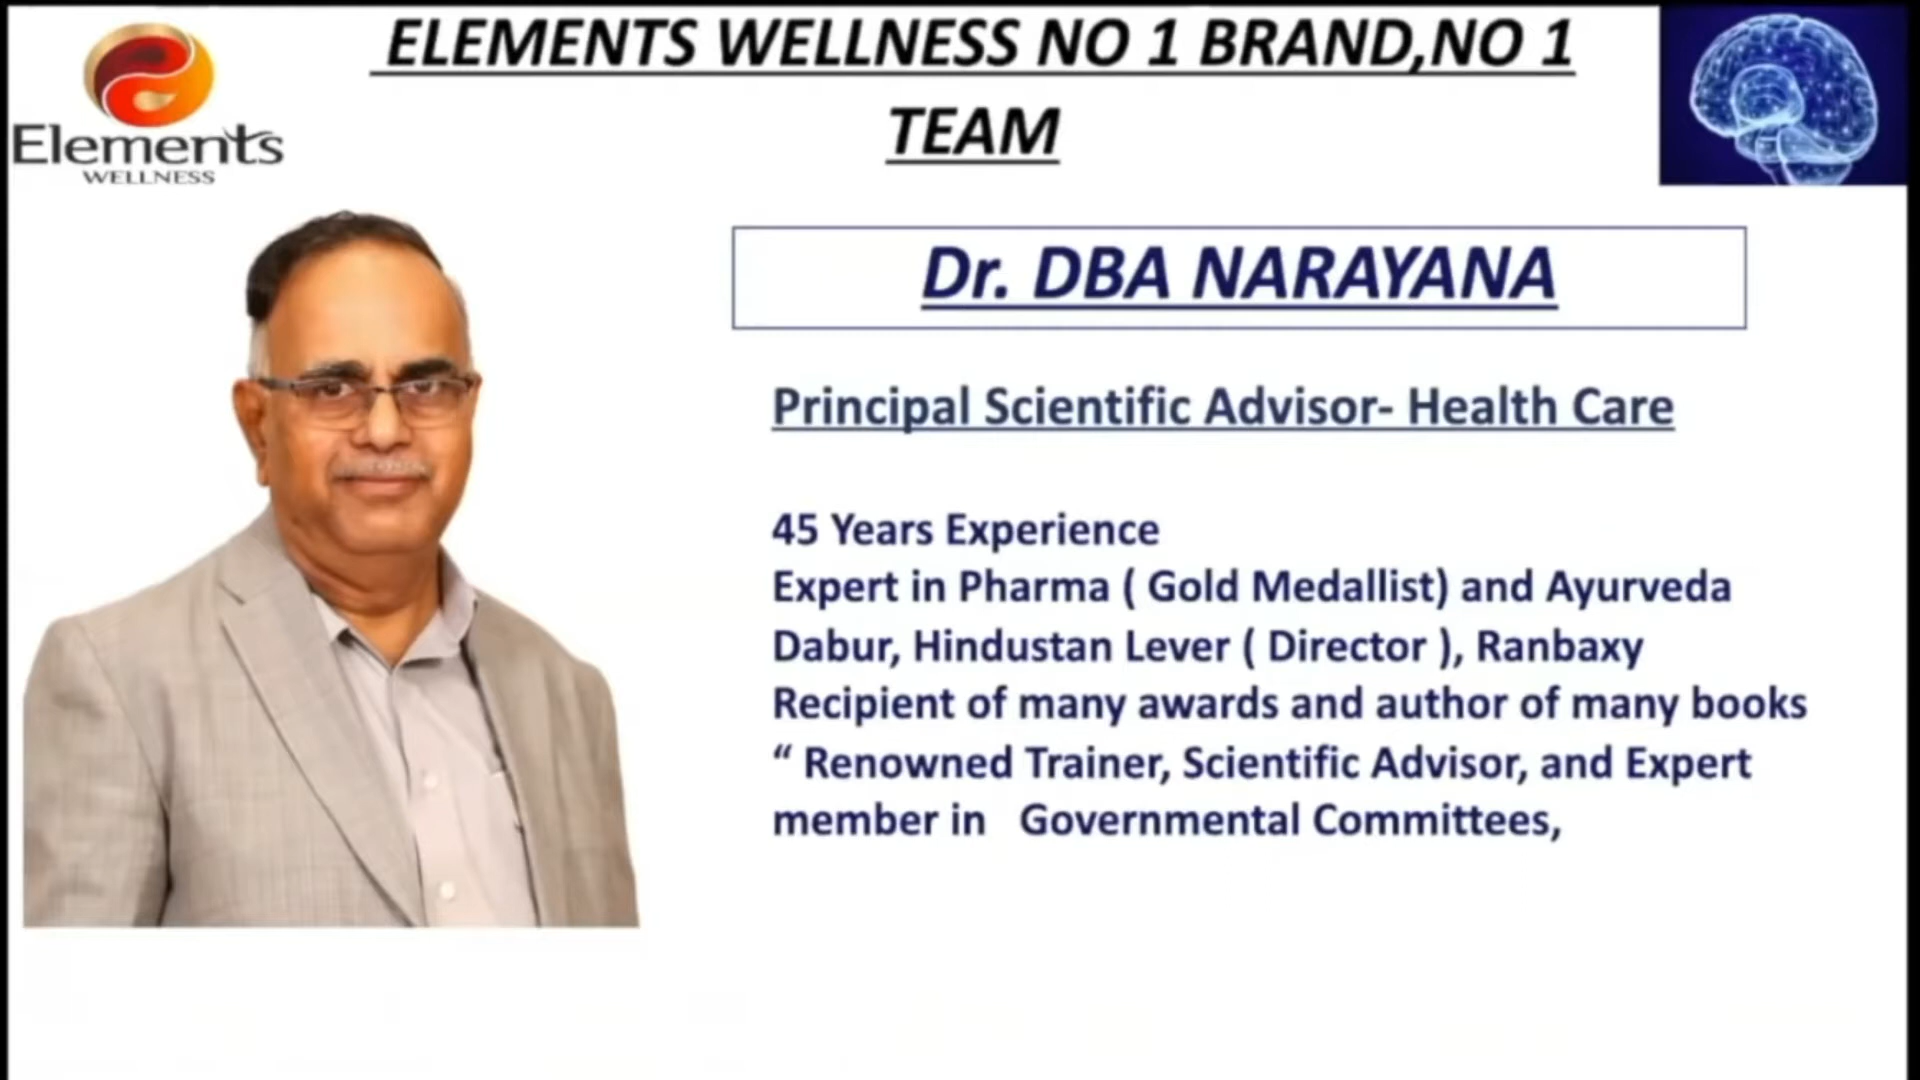 Elements
WELLNESS
ELEMENTS WELLNESS NO 1 BRAND,NO 1
TEAM
Dr. DBA NARAYANA
Principal Scientific Advisor- Health Care
45 Years Experience
Expert in Pharma ( Gold Medallist) and Ayurveda
Dabur, Hindustan Lever ( Director ), Ranbaxy
Recipient of many awards and author of many books
“ Renowned Trainer, Scientific Advisor, and Expert
member in   Governmental Committees,